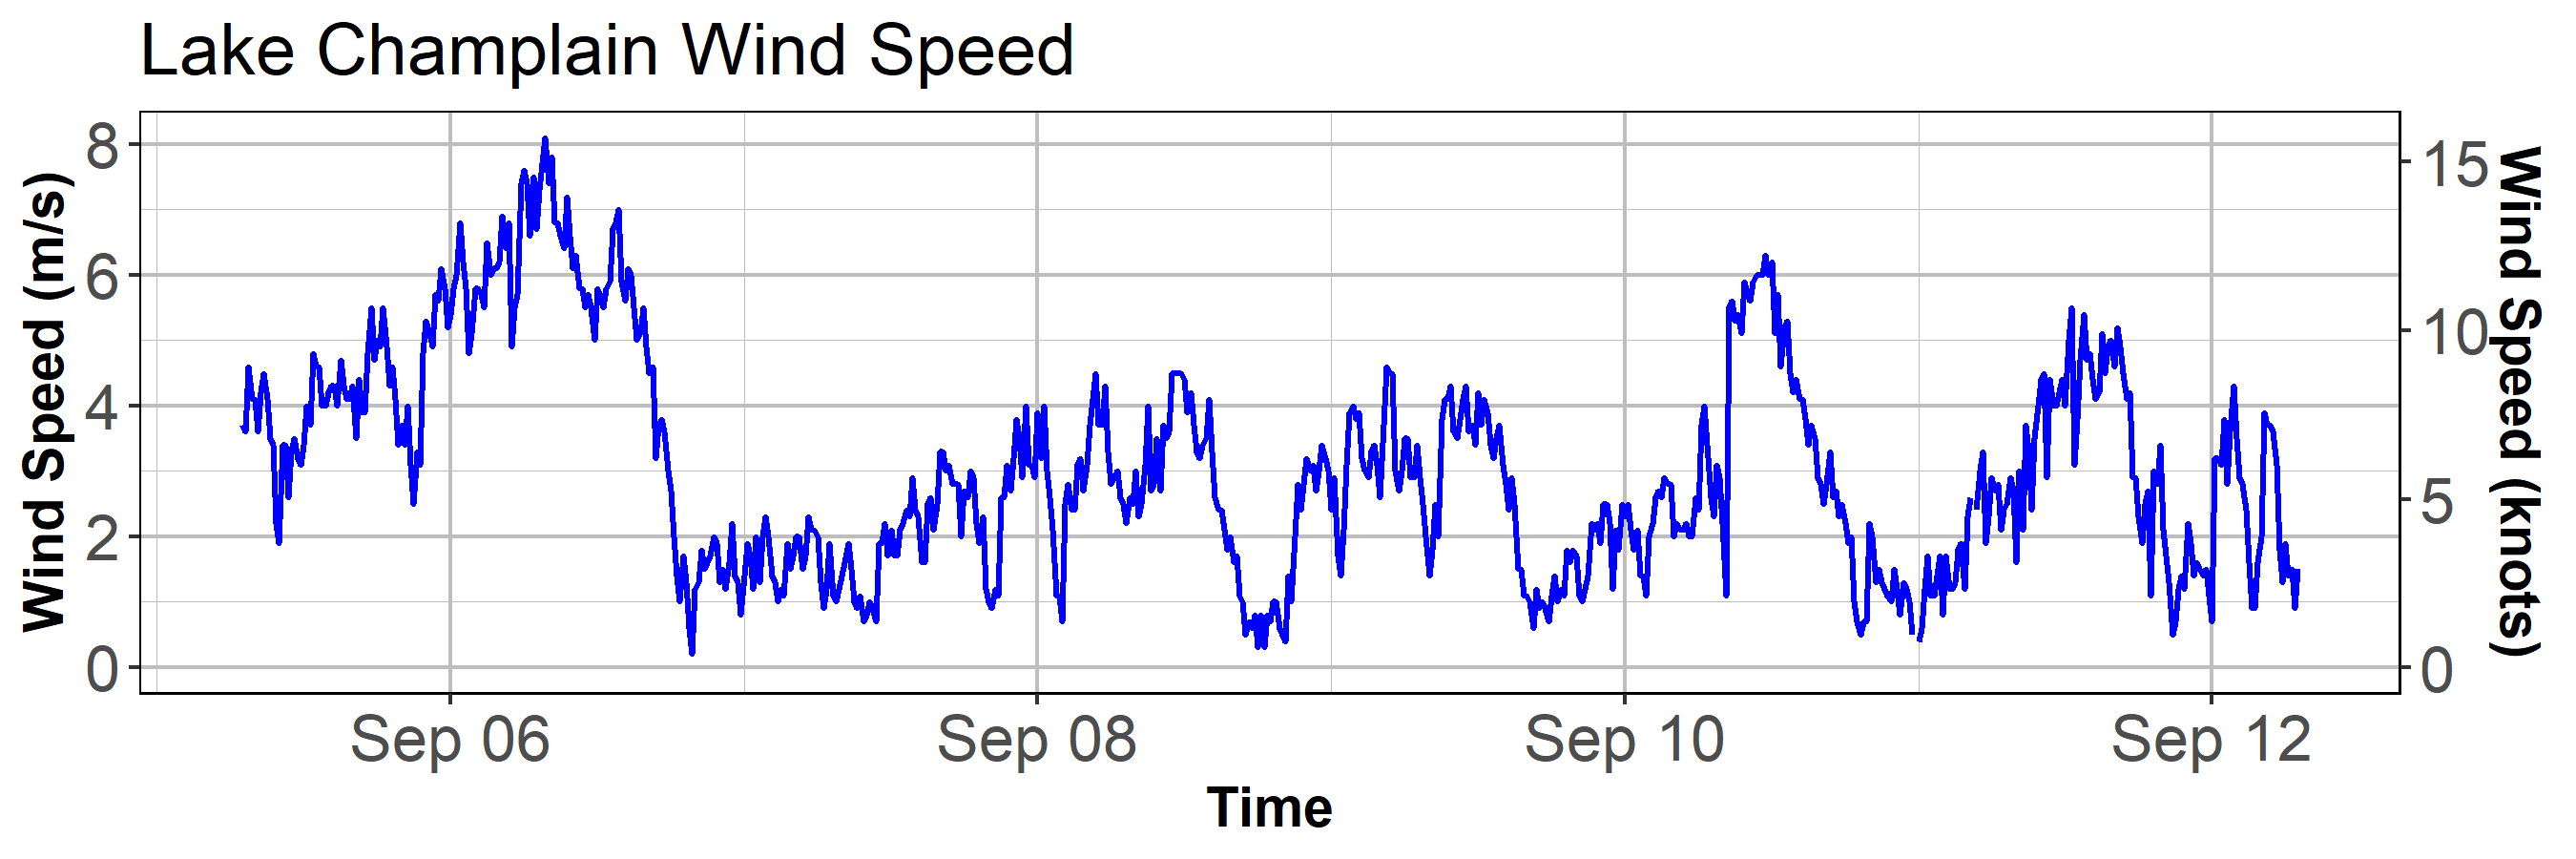 Lake Champlain Wind Speed
Wind Speed (m/s)
8
6
4
2
0
15
10
5
0
Wind Speed (knots)
Sep 06 Sep 08 Sep 10 Sep 12
Time